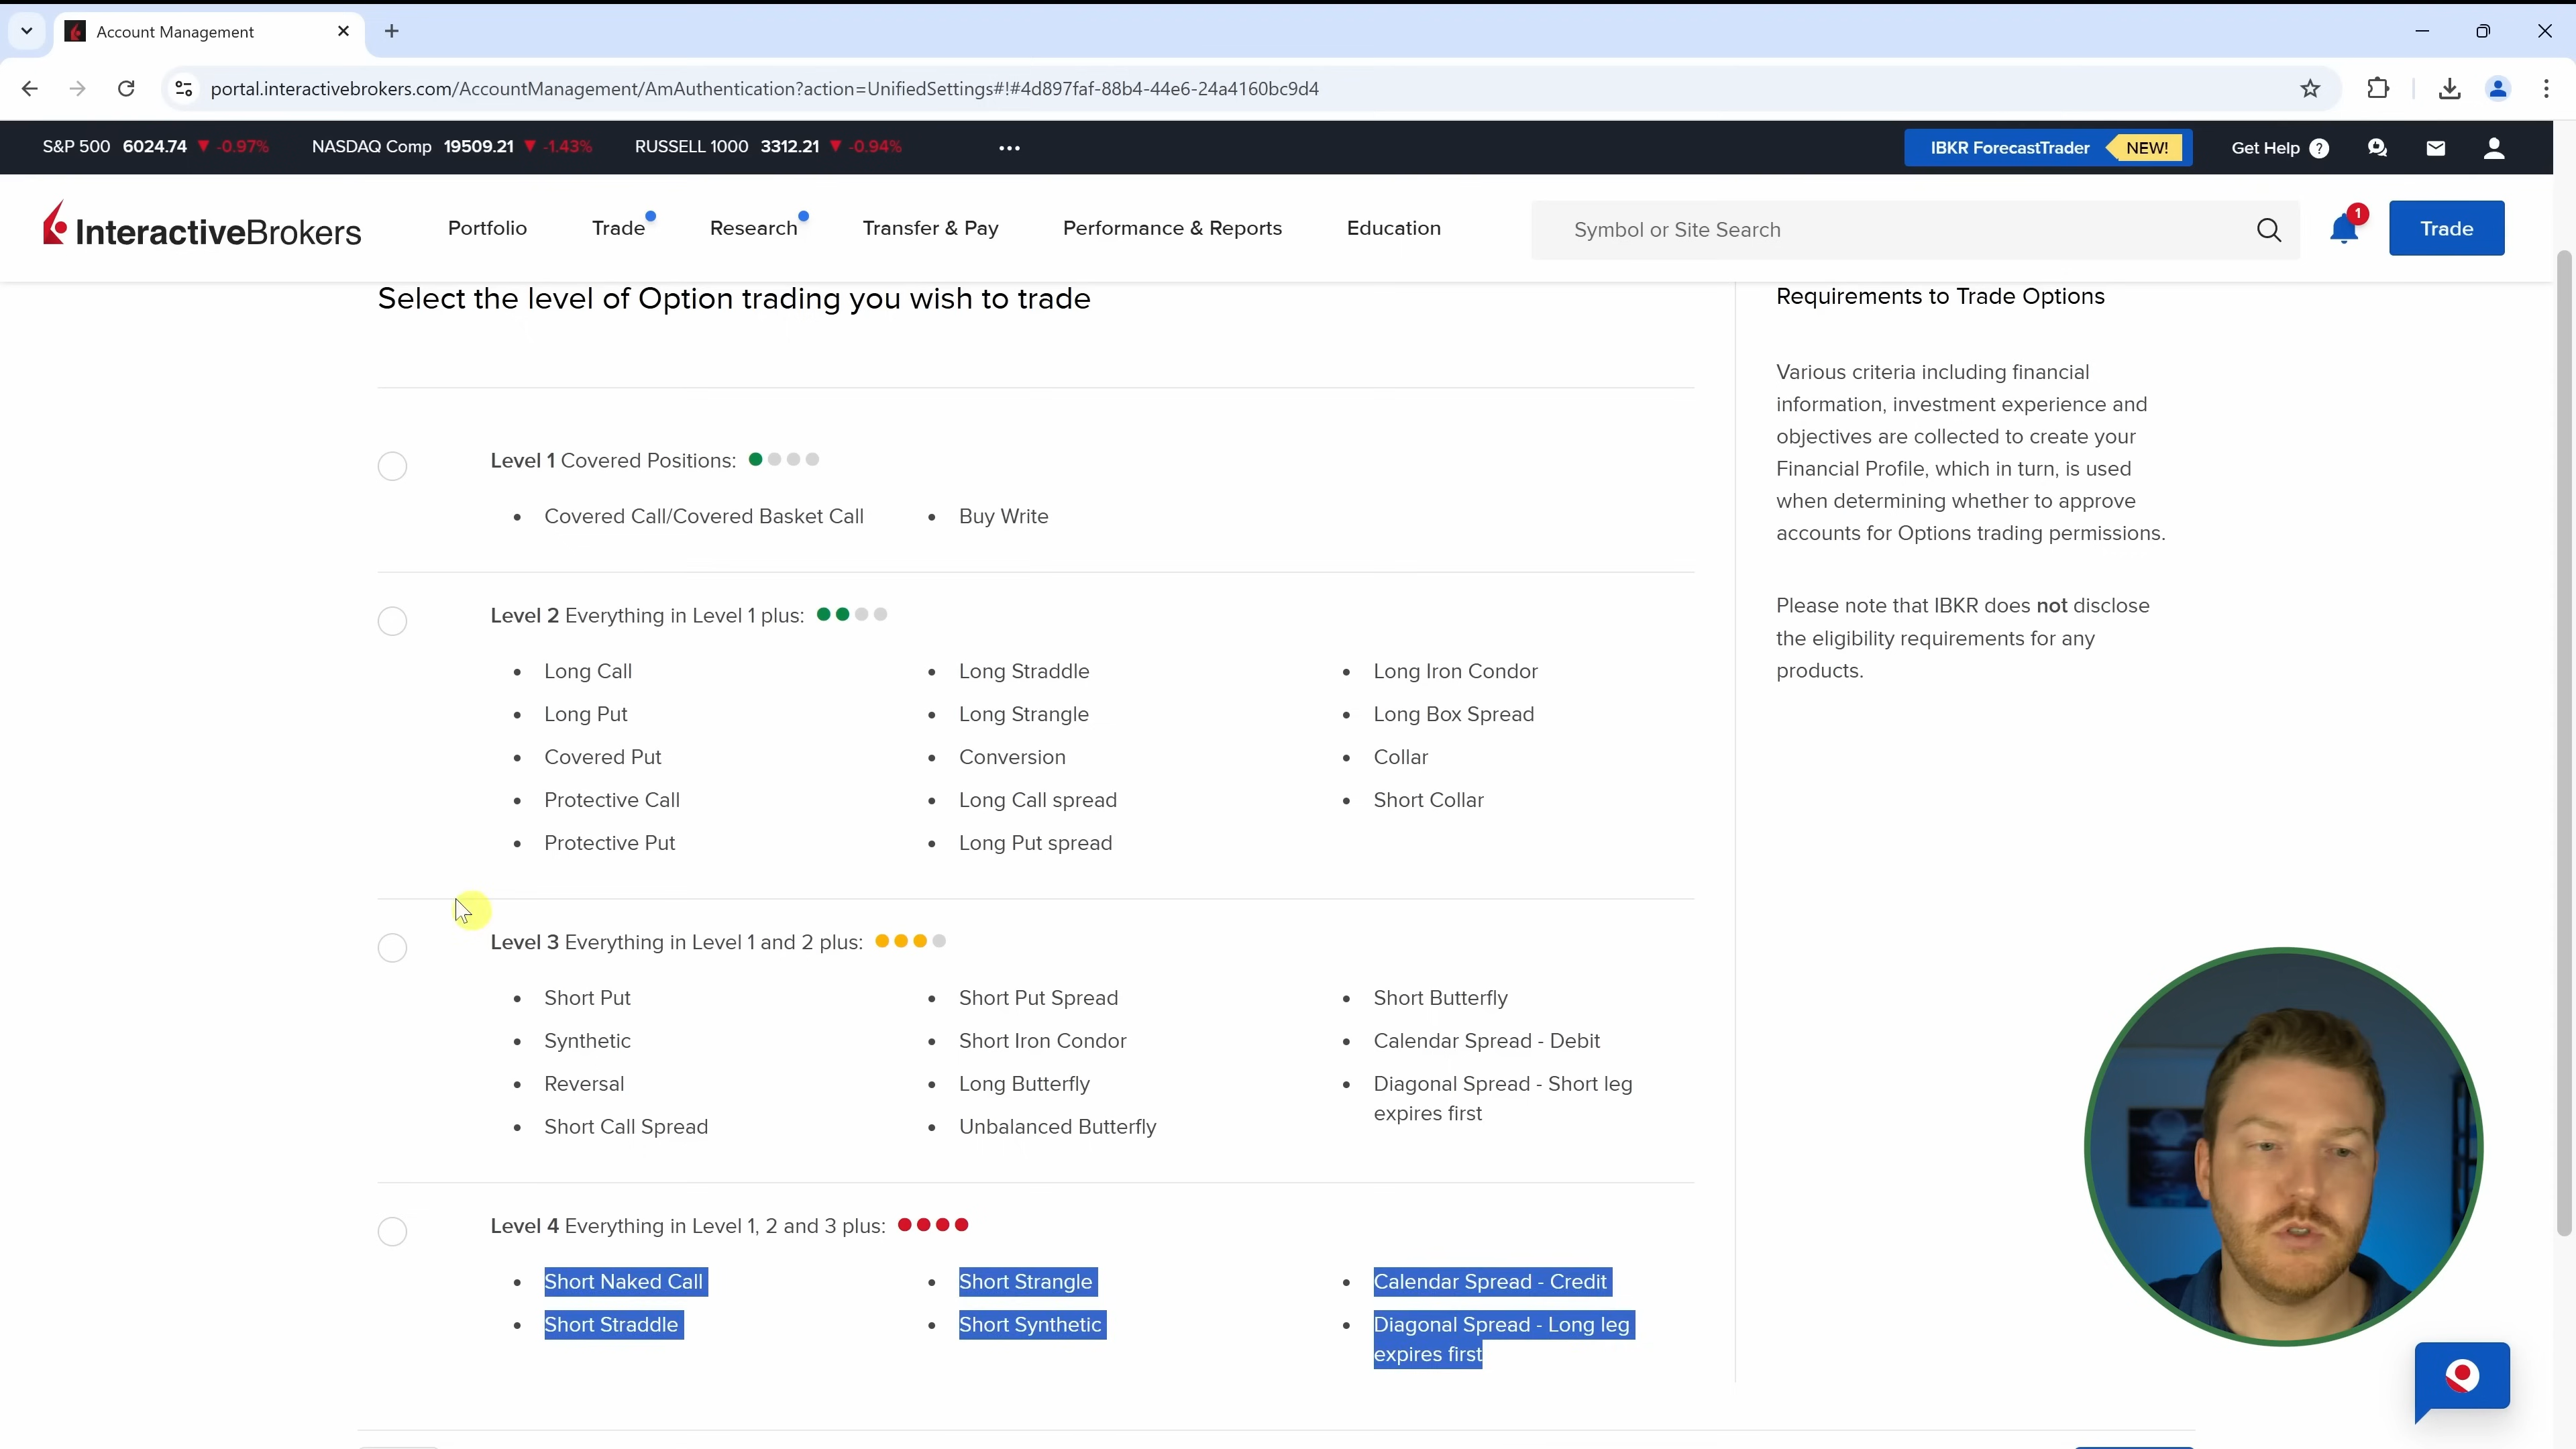 Account Management
portal.interactivebrokers.com/AccountManagement/AmAuthentication?action=UnifiedSettings#!#4d897faf-88b4-44e6-24a4160bc9d4
S&P 500 6024.74 ▼ -0.97% NASDAQ Comp 19509.21 ▼ -1.43% RUSSELL 1000 3312.21 ▼ -0.94% ••• IBKR ForecastTrader NEW! Get Help ?
InteractiveBrokers Portfolio Trade Research Transfer & Pay Performance & Reports Education Symbol or Site Search 1 Trade
Select the level of Option trading you wish to trade
Level 1 Covered Positions:
• Covered Call/Covered Basket Call • Buy Write
Level 2 Everything in Level 1 plus:
• Long Call • Long Straddle • Long Iron Condor
• Long Put • Long Strangle • Long Box Spread
• Covered Put • Conversion • Collar
• Protective Call • Long Call spread • Short Collar
• Protective Put • Long Put spread
Level 3 Everything in Level 1 and 2 plus:
• Short Put • Short Put Spread • Short Butterfly
• Synthetic • Short Iron Condor • Calendar Spread - Debit
• Reversal • Long Butterfly • Diagonal Spread - Short leg
expires first
• Short Call Spread • Unbalanced Butterfly
Level 4 Everything in Level 1, 2 and 3 plus:
• Short Naked Call • Short Strangle • Calendar Spread - Credit
• Short Straddle • Short Synthetic • Diagonal Spread - Long leg
expires first
Requirements to Trade Options
Various criteria including financial
information, investment experience and
objectives are collected to create your
Financial Profile, which in turn, is used
when determining whether to approve
accounts for Options trading permissions.
Please note that IBKR does not disclose
the eligibility requirements for any
products.